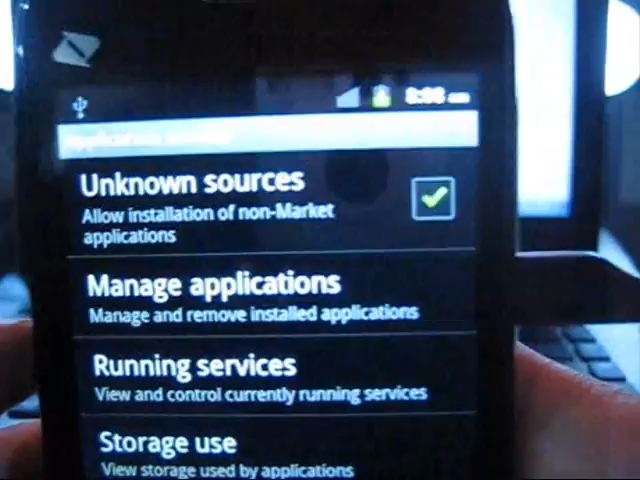 Unknown sources
Allow installation of non-Market
applications
Manage applications
Manage and remove installed applications
Running services
View and control currently running services
Storage use
View storage used by applications